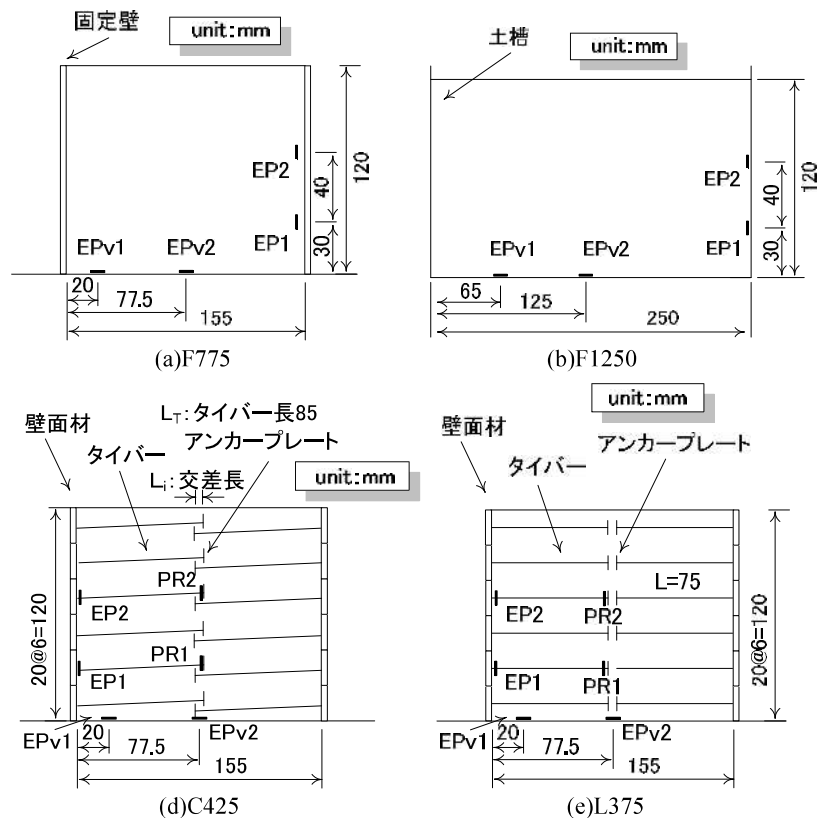 固定壁
unit:mm
EP2
EP1
EPv1
EPv2
120
40
30
20
77.5
155
(a)F775
土槽
unit:mm
EP2
EP1
EPv1
EPv2
120
40
30
65
125
250
(b)F1250
壁面材
LT:タイバー長85
アンカープレート
タイバー
Li:交差長
unit:mm
PR2
EP2
PR1
EP1
EPv1
EPv2
20@6=120
20
77.5
155
(d)C425
unit:mm
壁面材
アンカープレート
タイバー
L=75
EP2
PR2
EP1
PR1
EPv1
EPv2
20@6=120
20
77.5
155
(e)L375